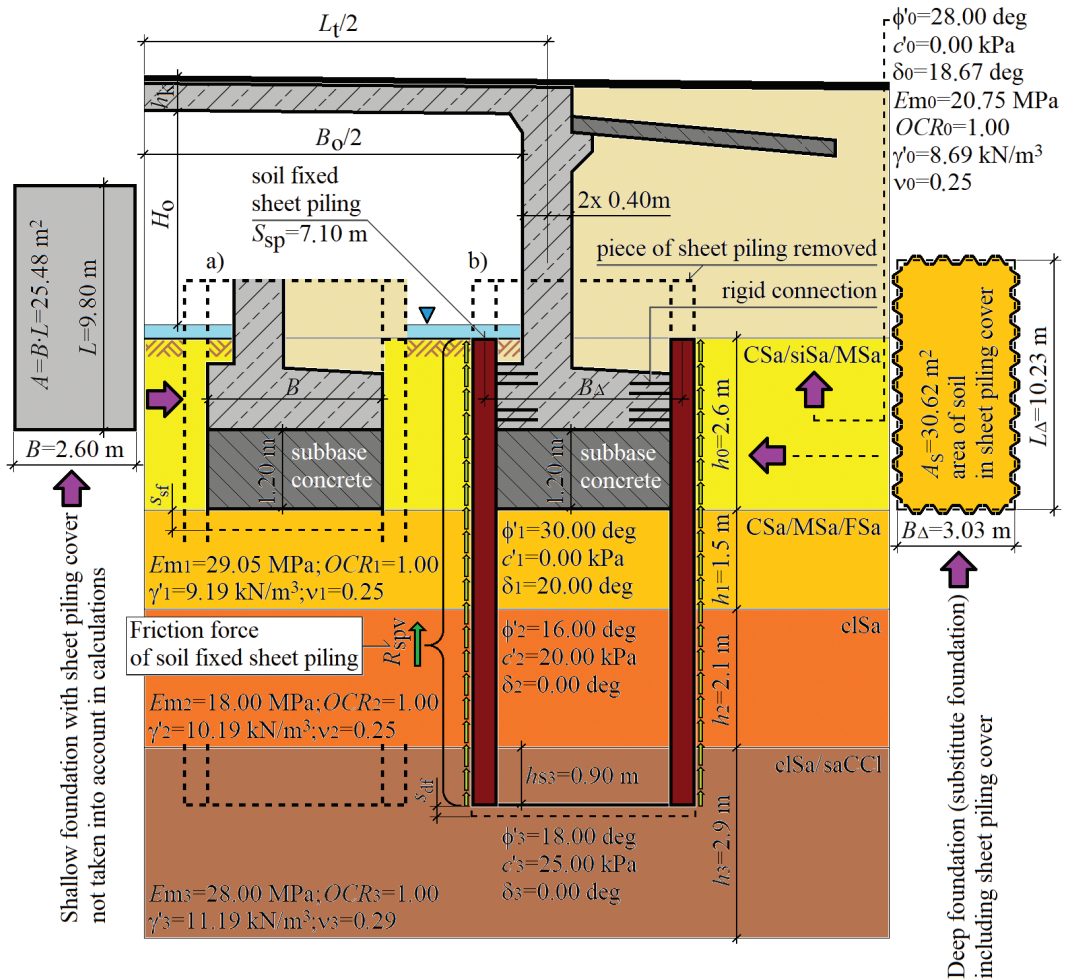 Lt/2
ϕ'0=28.00 deg
c'0=0.00 kPa
δ0=18.67 deg
Em0=20.75 MPa
OCR0=1.00
γ'0=8.69 kN/m³
ν0=0.25
hk
Bo/2
Ho
soil fixed
sheet piling
Ssp=7.10 m
2x 0.40m
a)
b)
piece of sheet piling removed
rigid connection
A=B·L=25.48 m²
L=9.80 m
B=2.60 m
CSa/siSa/MSa
B
BΔ
h0=2.6 m
As=30.62 m²
area of soil
in sheet piling cover
LΔ=10.23 m
BΔ=3.03 m
1.20 m
subbase
concrete
1.20 m
subbase
concrete
ssf
CSa/MSa/FSa
ϕ'1=30.00 deg
c'1=0.00 kPa
δ1=20.00 deg
h1=1.5 m
Em1=29.05 MPa; OCR1=1.00
γ'1=9.19 kN/m³;ν1=0.25
clSa
Friction force
of soil fixed sheet piling
Rspv
ϕ'2=16.00 deg
c'2=20.00 kPa
δ2=0.00 deg
h2=2.1 m
Em2=18.00 MPa; OCR2=1.00
γ'2=10.19 kN/m³;ν2=0.25
clSa/saCCl
hs3=0.90 m
sdf
ϕ'3=18.00 deg
c'3=25.00 kPa
δ3=0.00 deg
h3=2.9 m
Em3=28.00 MPa; OCR3=1.00
γ'3=11.19 kN/m³;ν3=0.29
Shallow foundation with sheet piling cover
not taken into account in calculations
Deep foundation (substitute foundation)
including sheet piling cover